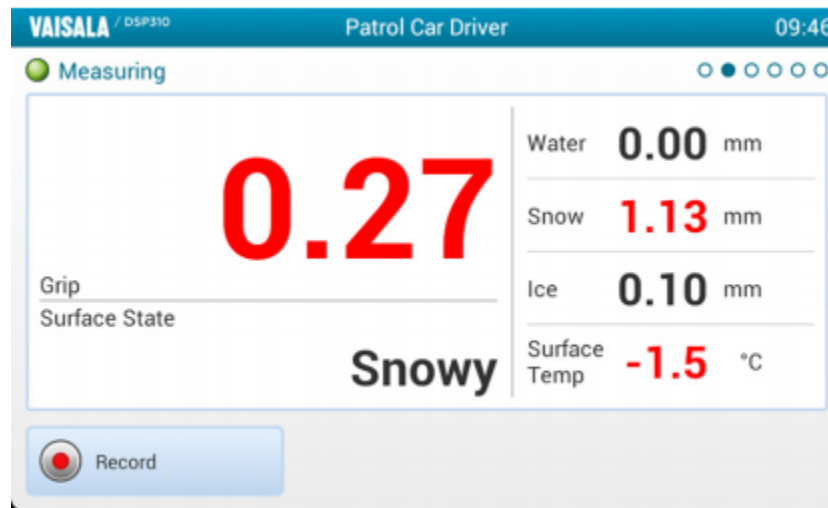 VAISALA / DSP310 Patrol Car Driver 09:46
Measuring
0.27
Grip
Surface State
Snowy
Water 0.00 mm
Snow 1.13 mm
Ice 0.10 mm
Surface
Temp -1.5 °C
Record